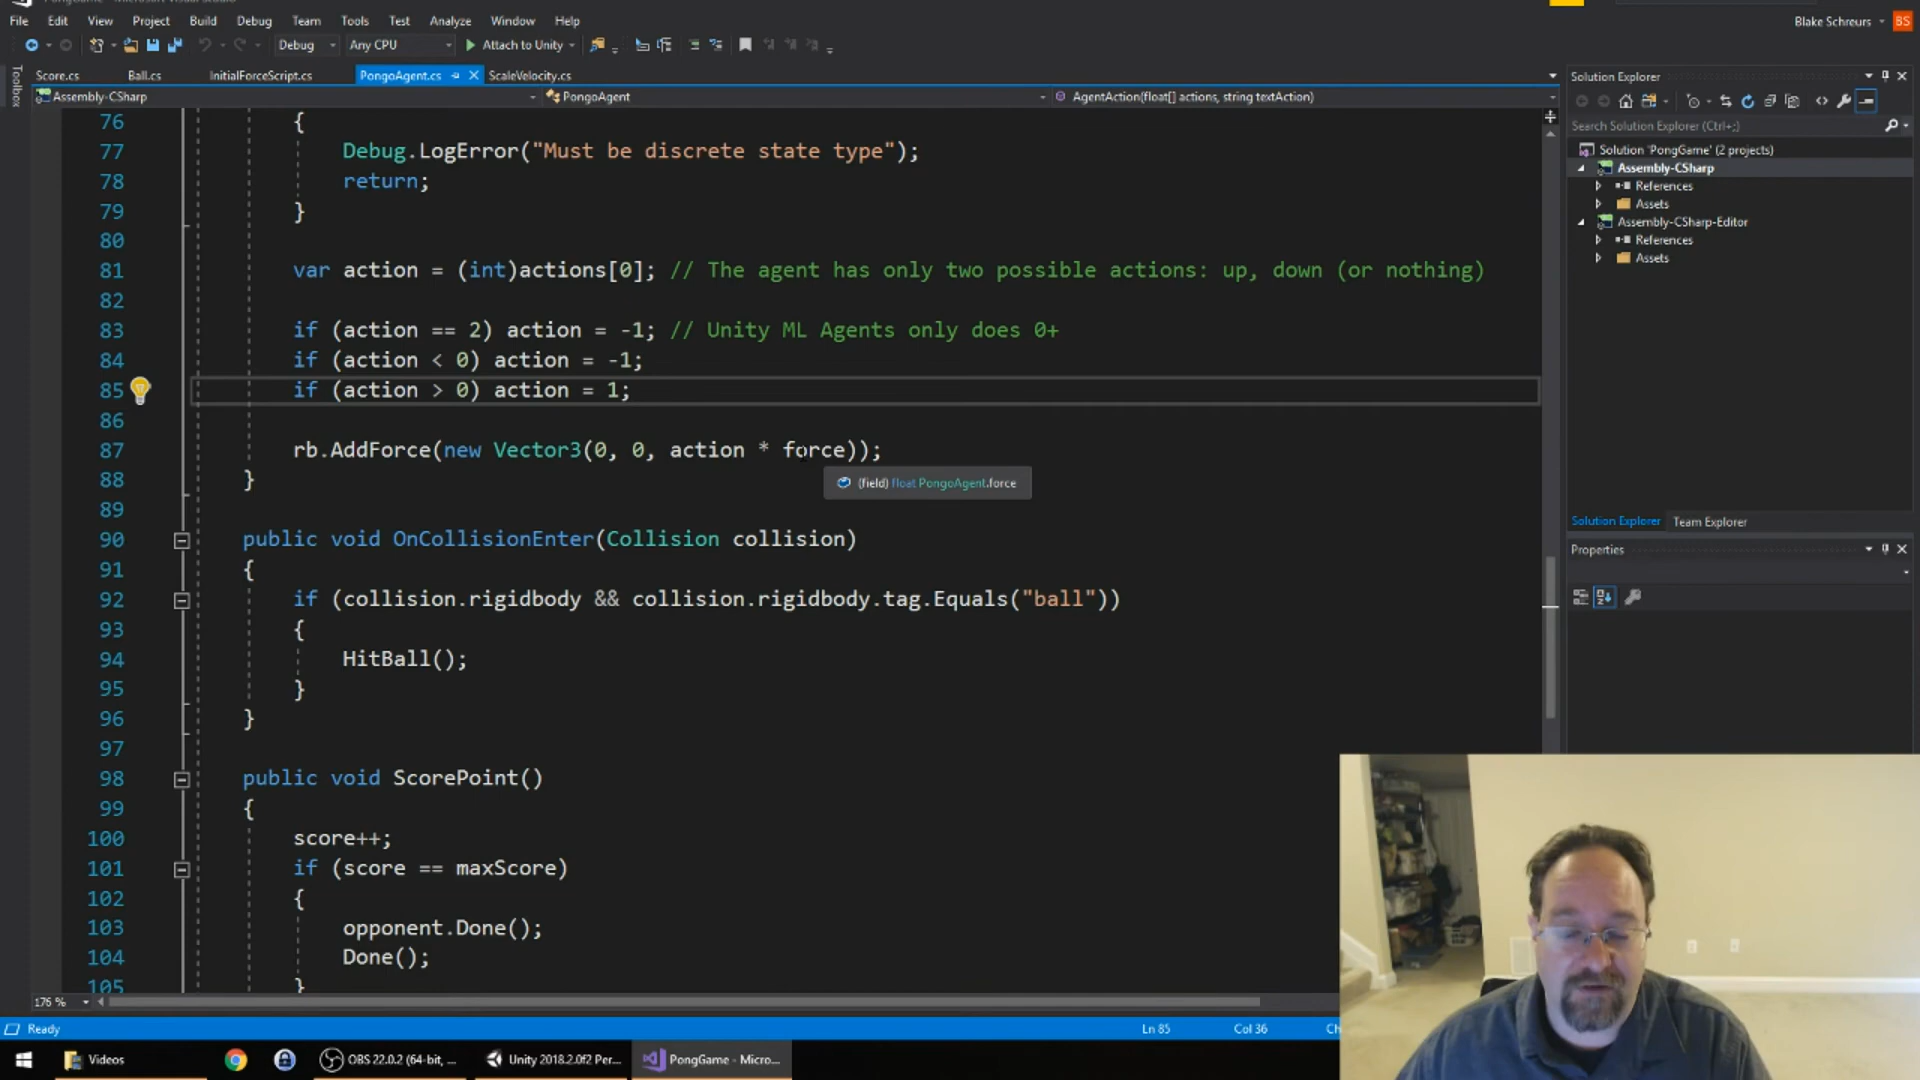 File Edit View Project Build Debug Team Tools Test Analyze Window Help
Blake Schreurs BS
Debug Any CPU Attach to Unity
Toolbox
Score.cs Ball.cs InitialForceScript.cs PongoAgent.cs ScaleVelocity.cs
Assembly-CSharp PongoAgent AgentAction(float[] actions, string textAction)
76 {
77 Debug.LogError("Must be discrete state type");
78 return;
79 }
80
81 var action = (int)actions[0]; // The agent has only two possible actions: up, down (or nothing)
82
83 if (action == 2) action = -1; // Unity ML Agents only does 0+
84 if (action < 0) action = -1;
85 if (action > 0) action = 1;
86
87 rb.AddForce(new Vector3(0, 0, action * force));
(field) float PongoAgent.force
88 }
89
90 public void OnCollisionEnter(Collision collision)
91 {
92 if (collision.rigidbody && collision.rigidbody.tag.Equals("ball"))
93 {
94 HitBall();
95 }
96 }
97
98 public void ScorePoint()
99 {
100 score++;
101 if (score == maxScore)
102 {
103 opponent.Done();
104 Done();
105 }
176 %
Solution Explorer
Search Solution Explorer (Ctrl+;)
Solution 'PongGame' (2 projects)
Assembly-CSharp
References
Assets
Assembly-CSharp-Editor
References
Assets
Solution Explorer Team Explorer
Properties
Ready Ln 85 Col 36
Videos OBS 22.0.2 (64-bit, ... Unity 2018.2.0f2 Per... PongGame - Micro...